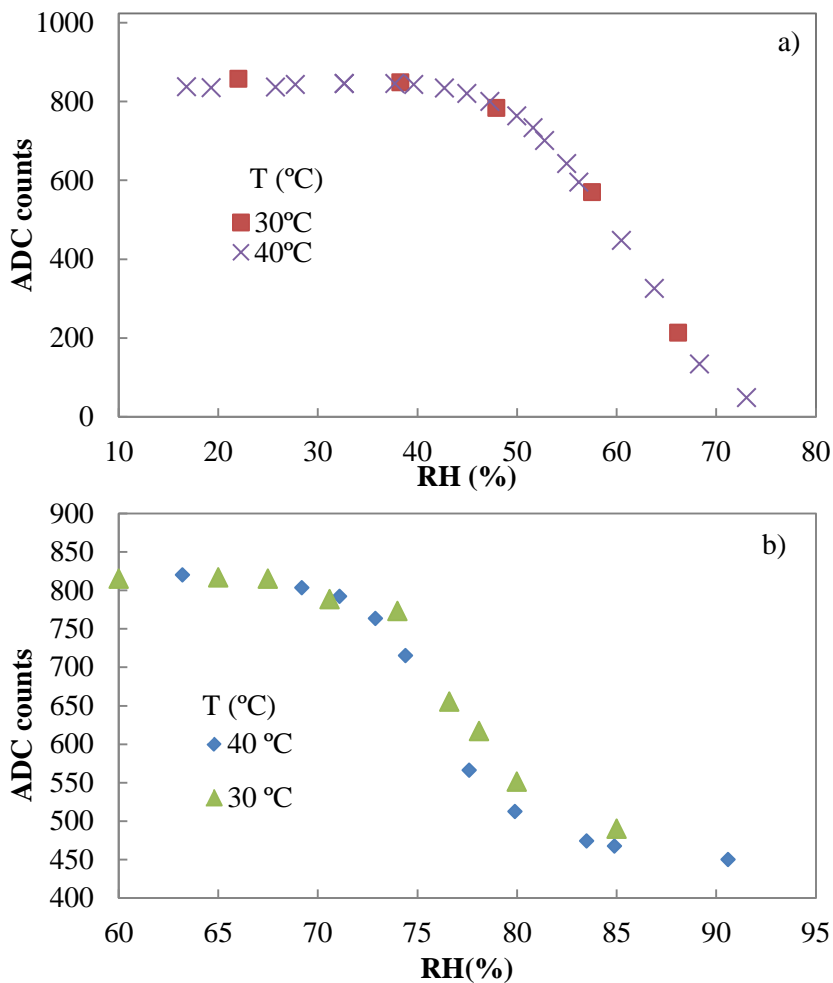 1000
a)
800
600
T (ºC)
30ºC
40ºC
400
200
0
ADC counts
10 20 30 40 50 60 70 80
RH (%)
900
b)
850
800
750
700
650
T (ºC)
600
40 ºC
550
30 ºC
500
450
400
ADC counts
60 65 70 75 80 85 90 95
RH(%)